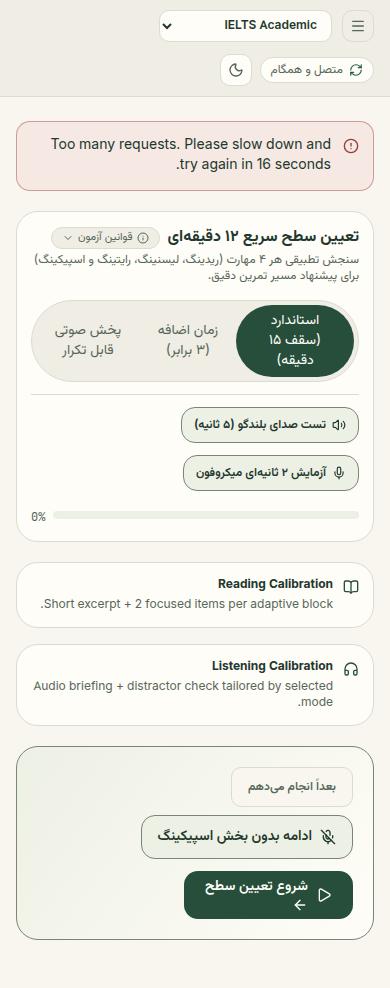 IELTS Academic
متصل و همگام
Too many requests. Please slow down and
try again in 16 seconds.
تعیین سطح سریع ۱۲ دقیقه‌ای
قوانین آزمون
سنجش تطبیقی هر ۴ مهارت (ریدینگ، لیسنینگ، رایتینگ و اسپیکینگ)
برای پیشنهاد مسیر تمرین دقیق.
استاندارد
(سقف ۱۵
دقیقه)
زمان اضافه
(۳ برابر)
پخش صوتی
قابل تکرار
تست صدای بلندگو (۵ ثانیه)
آزمایش ۲ ثانیه‌ای میکروفون
0%
Reading Calibration
Short excerpt + 2 focused items per adaptive block.
Listening Calibration
Audio briefing + distractor check tailored by selected
mode.
بعداً انجام می‌دهم
ادامه بدون بخش اسپیکینگ
شروع تعیین سطح
←